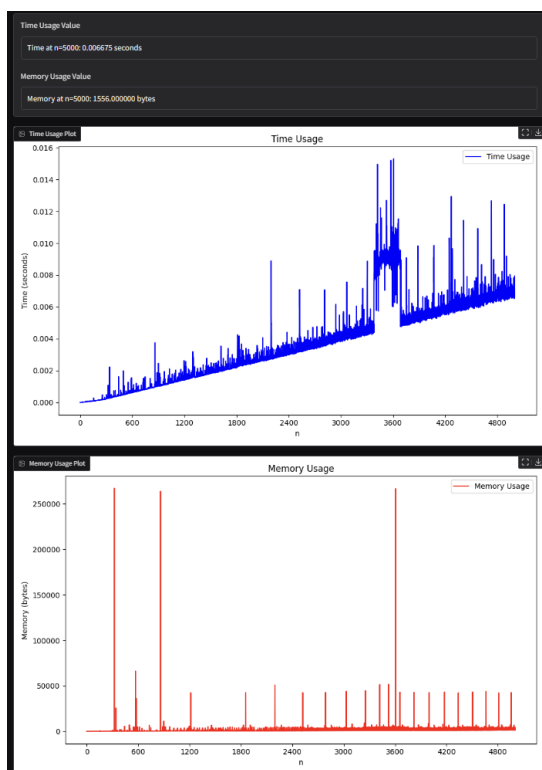 Time Usage Value
Time at n=5000: 0.006675 seconds
Memory Usage Value
Memory at n=5000: 1556.000000 bytes
Time Usage Plot
Time Usage
Time Usage
0.016
0.014
0.012
0.010
0.008
0.006
0.004
0.002
0.000
Time (seconds)
0 600 1200 1800 2400 3000 3600 4200 4800
n
Memory Usage Plot
Memory Usage
Memory Usage
250000
200000
150000
100000
50000
0
Memory (bytes)
0 600 1200 1800 2400 3000 3600 4200 4800
n